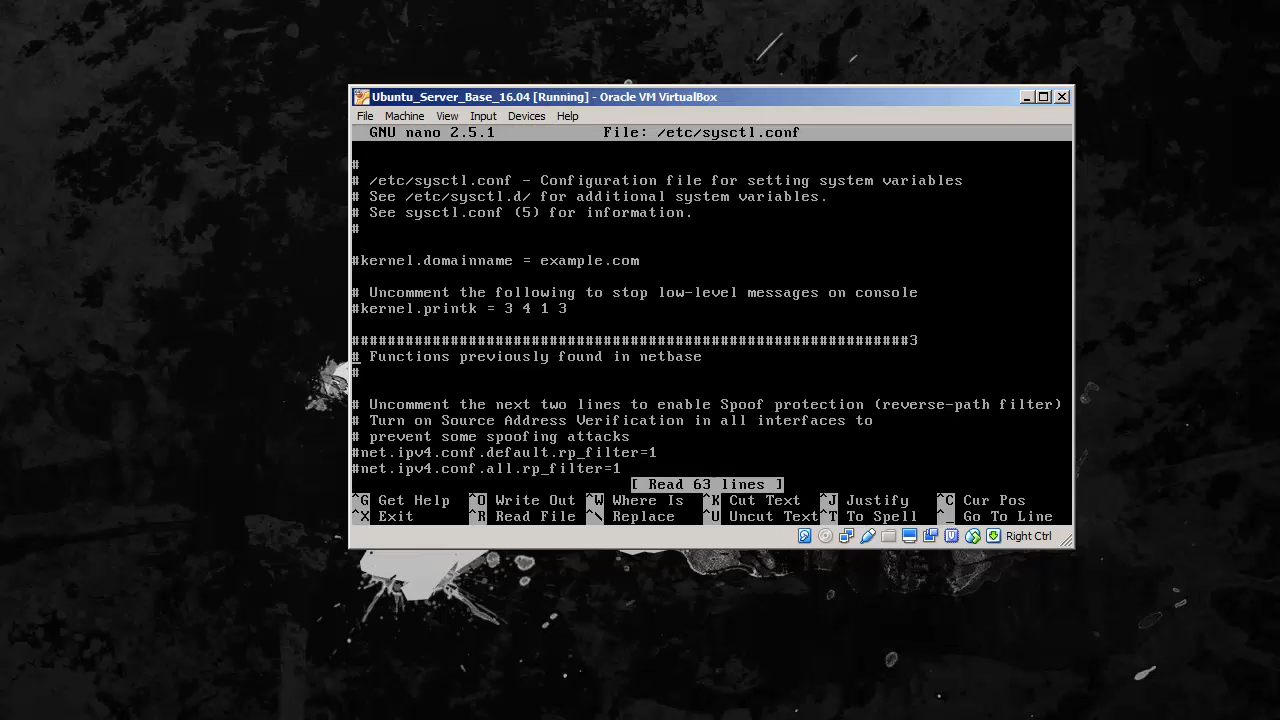 Ubuntu_Server_Base_16.04 [Running] - Oracle VM VirtualBox
File Machine View Input Devices Help
GNU nano 2.5.1 File: /etc/sysctl.conf
#
# /etc/sysctl.conf - Configuration file for setting system variables
# See /etc/sysctl.d/ for additional system variables.
# See sysctl.conf (5) for information.
#
#kernel.domainname = example.com
# Uncomment the following to stop low-level messages on console
#kernel.printk = 3 4 1 3
##############################################################3
# Functions previously found in netbase
#
# Uncomment the next two lines to enable Spoof protection (reverse-path filter)
# Turn on Source Address Verification in all interfaces to
# prevent some spoofing attacks
#net.ipv4.conf.default.rp_filter=1
#net.ipv4.conf.all.rp_filter=1
[ Read 63 lines ]
^G Get Help ^O Write Out ^W Where Is ^K Cut Text ^J Justify ^C Cur Pos
^X Exit ^R Read File ^\ Replace ^U Uncut Text ^T To Spell ^_ Go To Line
Right Ctrl